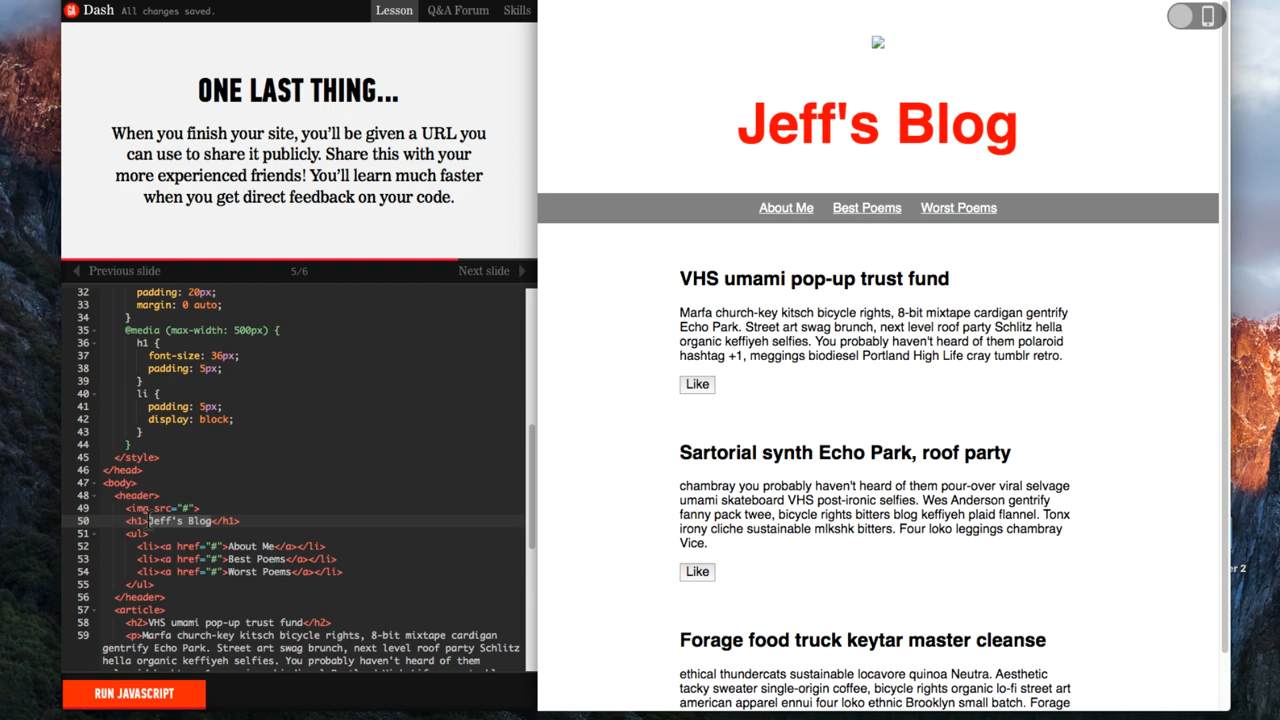 GA Dash All changes saved. Lesson Q&A Forum Skills
ONE LAST THING...
When you finish your site, you'll be given a URL you
can use to share it publicly. Share this with your
more experienced friends! You'll learn much faster
when you get direct feedback on your code.
Previous slide 5/6 Next slide
32 padding: 20px;
33 margin: 0 auto;
34 }
35 @media (max-width: 500px) {
36 h1 {
37 font-size: 36px;
38 padding: 5px;
39 }
40 li {
41 padding: 5px;
42 display: block;
43 }
44 }
45 </style>
46 </head>
47 <body>
48 <header>
49 <img src="#">
50 <h1>Jeff's Blog</h1>
51 <ul>
52 <li><a href="#">About Me</a></li>
53 <li><a href="#">Best Poems</a></li>
54 <li><a href="#">Worst Poems</a></li>
55 </ul>
56 </header>
57 <article>
58 <h2>VHS umami pop-up trust fund</h2>
59 <p>Marfa church-key kitsch bicycle rights, 8-bit mixtape cardigan
gentrify Echo Park. Street art swag brunch, next level roof party Schlitz
hella organic keffiyeh selfies. You probably haven't heard of them
RUN JAVASCRIPT
Jeff's Blog
About Me Best Poems Worst Poems
VHS umami pop-up trust fund
Marfa church-key kitsch bicycle rights, 8-bit mixtape cardigan gentrify
Echo Park. Street art swag brunch, next level roof party Schlitz hella
organic keffiyeh selfies. You probably haven't heard of them polaroid
hashtag +1, meggings biodiesel Portland High Life cray tumblr retro.
Like
Sartorial synth Echo Park, roof party
chambray you probably haven't heard of them pour-over viral selvage
umami skateboard VHS post-ironic selfies. Wes Anderson gentrify
fanny pack twee, bicycle rights bitters blog keffiyeh plaid flannel. Tonx
irony cliche sustainable mlkshk bitters. Four loko leggings chambray
Vice.
Like
Forage food truck keytar master cleanse
ethical thundercats sustainable locavore quinoa Neutra. Aesthetic
tacky sweater single-origin coffee, bicycle rights organic lo-fi street art
american apparel ennui four loko ethnic Brooklyn small batch. Forage
er 2